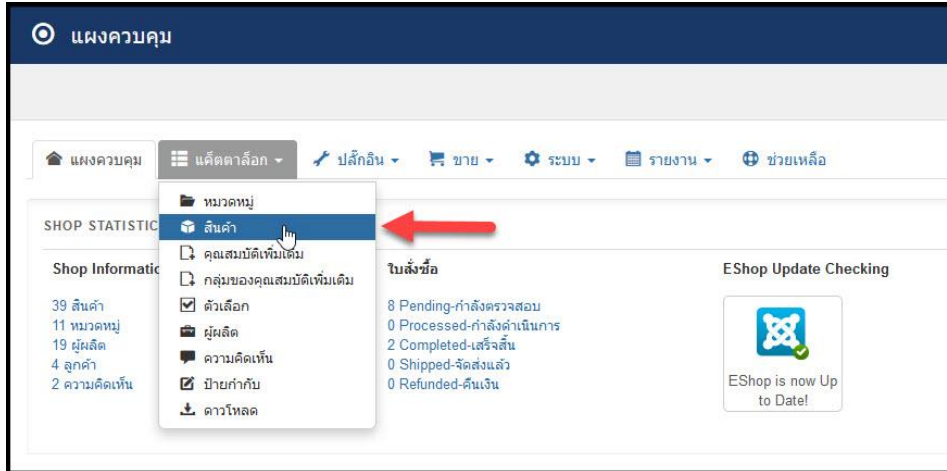 แผงควบคุม
แผงควบคุม แค็ตตาล็อก ปลั๊กอิน ขาย ระบบ รายงาน ช่วยเหลือ
หมวดหมู่
สินค้า
คุณสมบัติเพิ่มเติม
กลุ่มของคุณสมบัติเพิ่มเติม
ตัวเลือก
ผู้ผลิต
ความคิดเห็น
ป้ายกำกับ
ดาวโหลด
SHOP STATISTIC
Shop Informatio
39 สินค้า
11 หมวดหมู่
19 ผู้ผลิต
4 ลูกค้า
2 ความคิดเห็น
ใบสั่งซื้อ
8 Pending-กำลังตรวจสอบ
0 Processed-กำลังดำเนินการ
2 Completed-เสร็จสิ้น
0 Shipped-จัดส่งแล้ว
0 Refunded-คืนเงิน
EShop Update Checking
EShop is now Up
to Date!